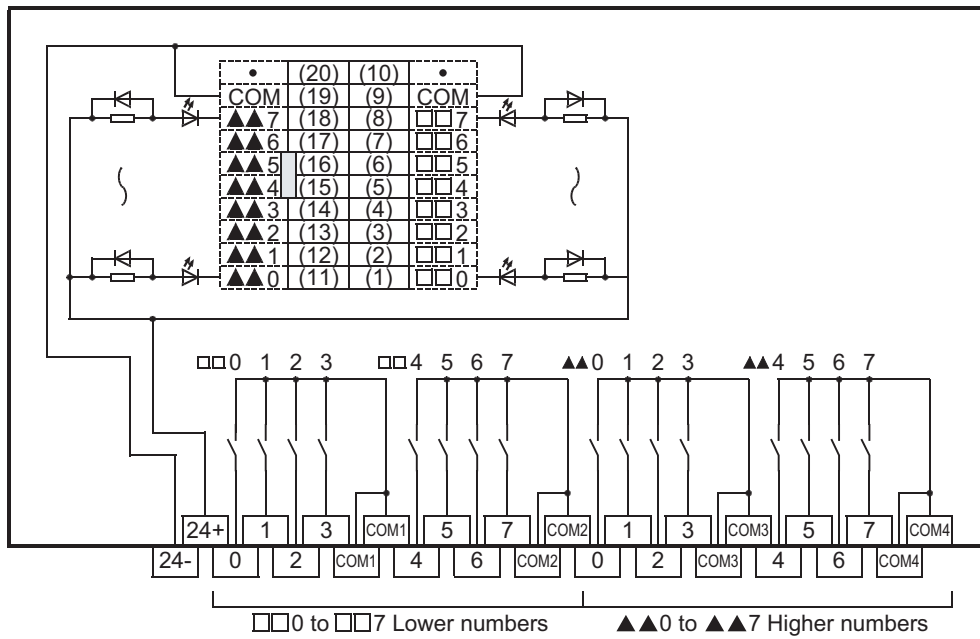 • (20) (10) •
COM (19) (9) COM
▲▲7 (18) (8) □□7
▲▲6 (17) (7) □□6
▲▲5 (16) (6) □□5
▲▲4 (15) (5) □□4
▲▲3 (14) (4) □□3
▲▲2 (13) (3) □□2
▲▲1 (12) (2) □□1
▲▲0 (11) (1) □□0
□□0 1 2 3 □□4 5 6 7 ▲▲0 1 2 3 ▲▲4 5 6 7
24+ 1 3 COM1 5 7 COM2 1 3 COM3 5 7 COM4
24- 0 2 COM1 4 6 COM2 0 2 COM3 4 6 COM4
□□0 to □□7 Lower numbers ▲▲0 to ▲▲7 Higher numbers